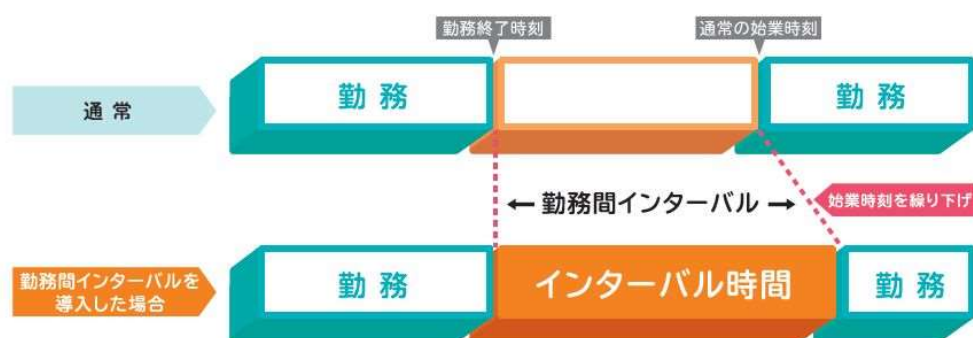 勤務終了時刻
通常の始業時刻
通常
勤務
勤務
← 勤務間インターバル →
始業時刻を繰り下げ
勤務間インターバルを
導入した場合
勤務
インターバル時間
勤務